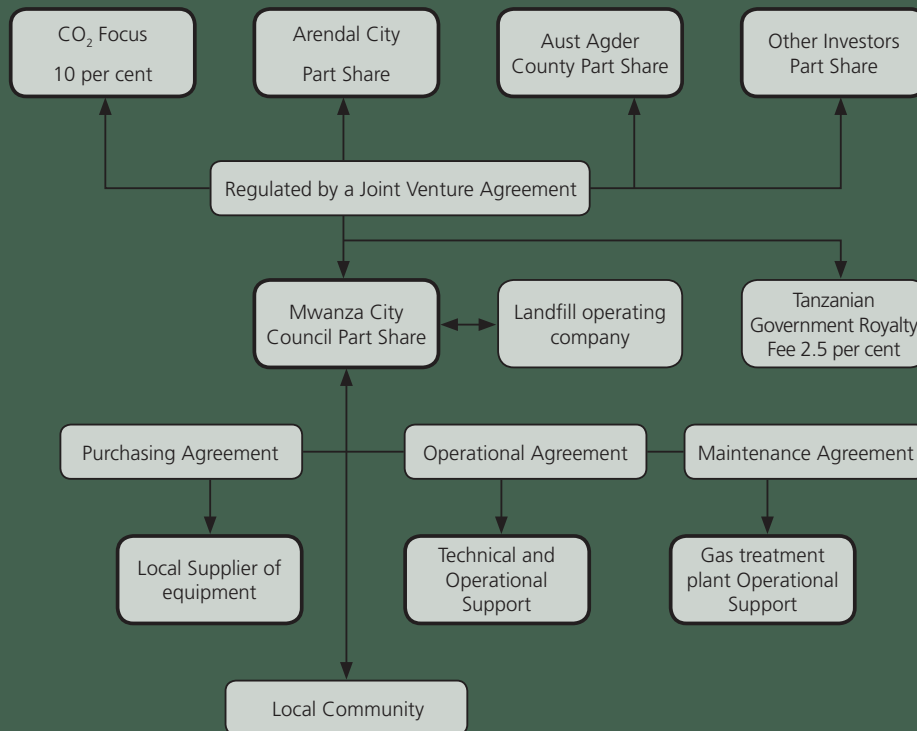 CO₂ Focus
10 per cent
Arendal City
Part Share
Aust Agder
County Part Share
Other Investors
Part Share
Regulated by a Joint Venture Agreement
Mwanza City
Council Part Share
Landfill operating
company
Tanzanian
Government Royalty
Fee 2.5 per cent
Purchasing Agreement
Operational Agreement
Maintenance Agreement
Local Supplier of
equipment
Technical and
Operational
Support
Gas treatment
plant Operational
Support
Local Community